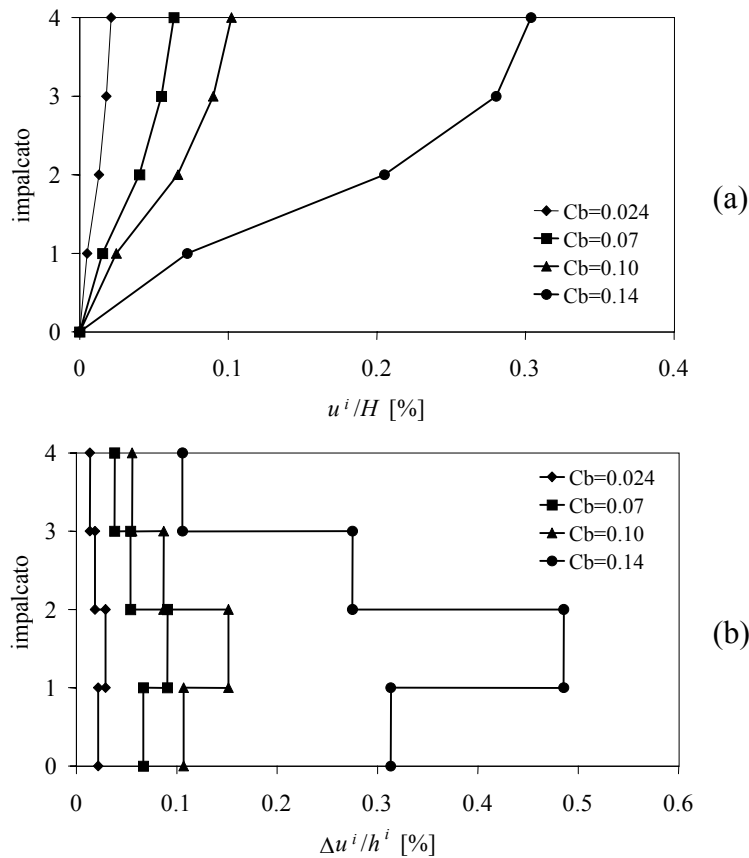 4
3
2
1
0
impalcato
Cb=0.024
Cb=0.07
Cb=0.10
Cb=0.14
(a)
0 0.1 0.2 0.3 0.4
u i /H [%]
4
3
2
1
0
impalcato
Cb=0.024
Cb=0.07
Cb=0.10
Cb=0.14
(b)
0 0.1 0.2 0.3 0.4 0.5 0.6
Δu i /h i [%]